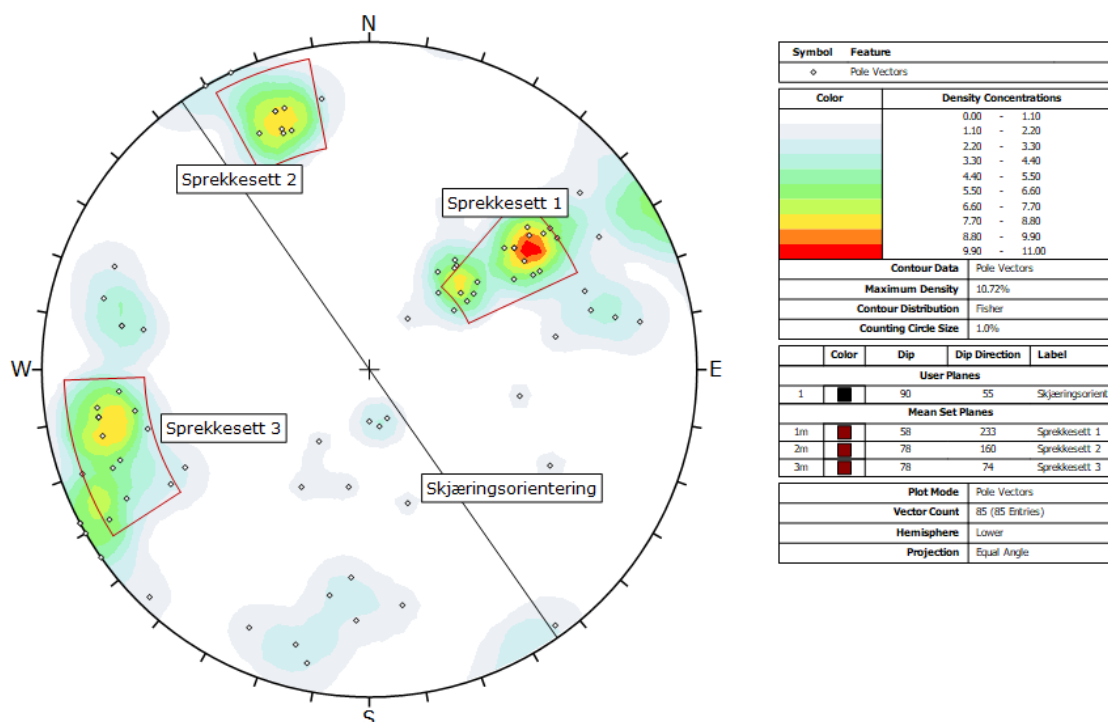 N
Sprekkesett 2
Sprekkesett 1
W
E
Sprekkesett 3
Skjæringsorientering
S
Symbol Feature
Pole Vectors
Color Density Concentrations
0.00 - 1.10
1.10 - 2.20
2.20 - 3.30
3.30 - 4.40
4.40 - 5.50
5.50 - 6.60
6.60 - 7.70
7.70 - 8.80
8.80 - 9.90
9.90 - 11.00
Contour Data Pole Vectors
Maximum Density 10.72%
Contour Distribution Fisher
Counting Circle Size 1.0%
Color Dip Dip Direction Label
User Planes
1 90 55 Skjæringsorient
Mean Set Planes
1m 58 233 Sprekkesett 1
2m 78 160 Sprekkesett 2
3m 78 74 Sprekkesett 3
Plot Mode Pole Vectors
Vector Count 85 (85 Entries)
Hemisphere Lower
Projection Equal Angle